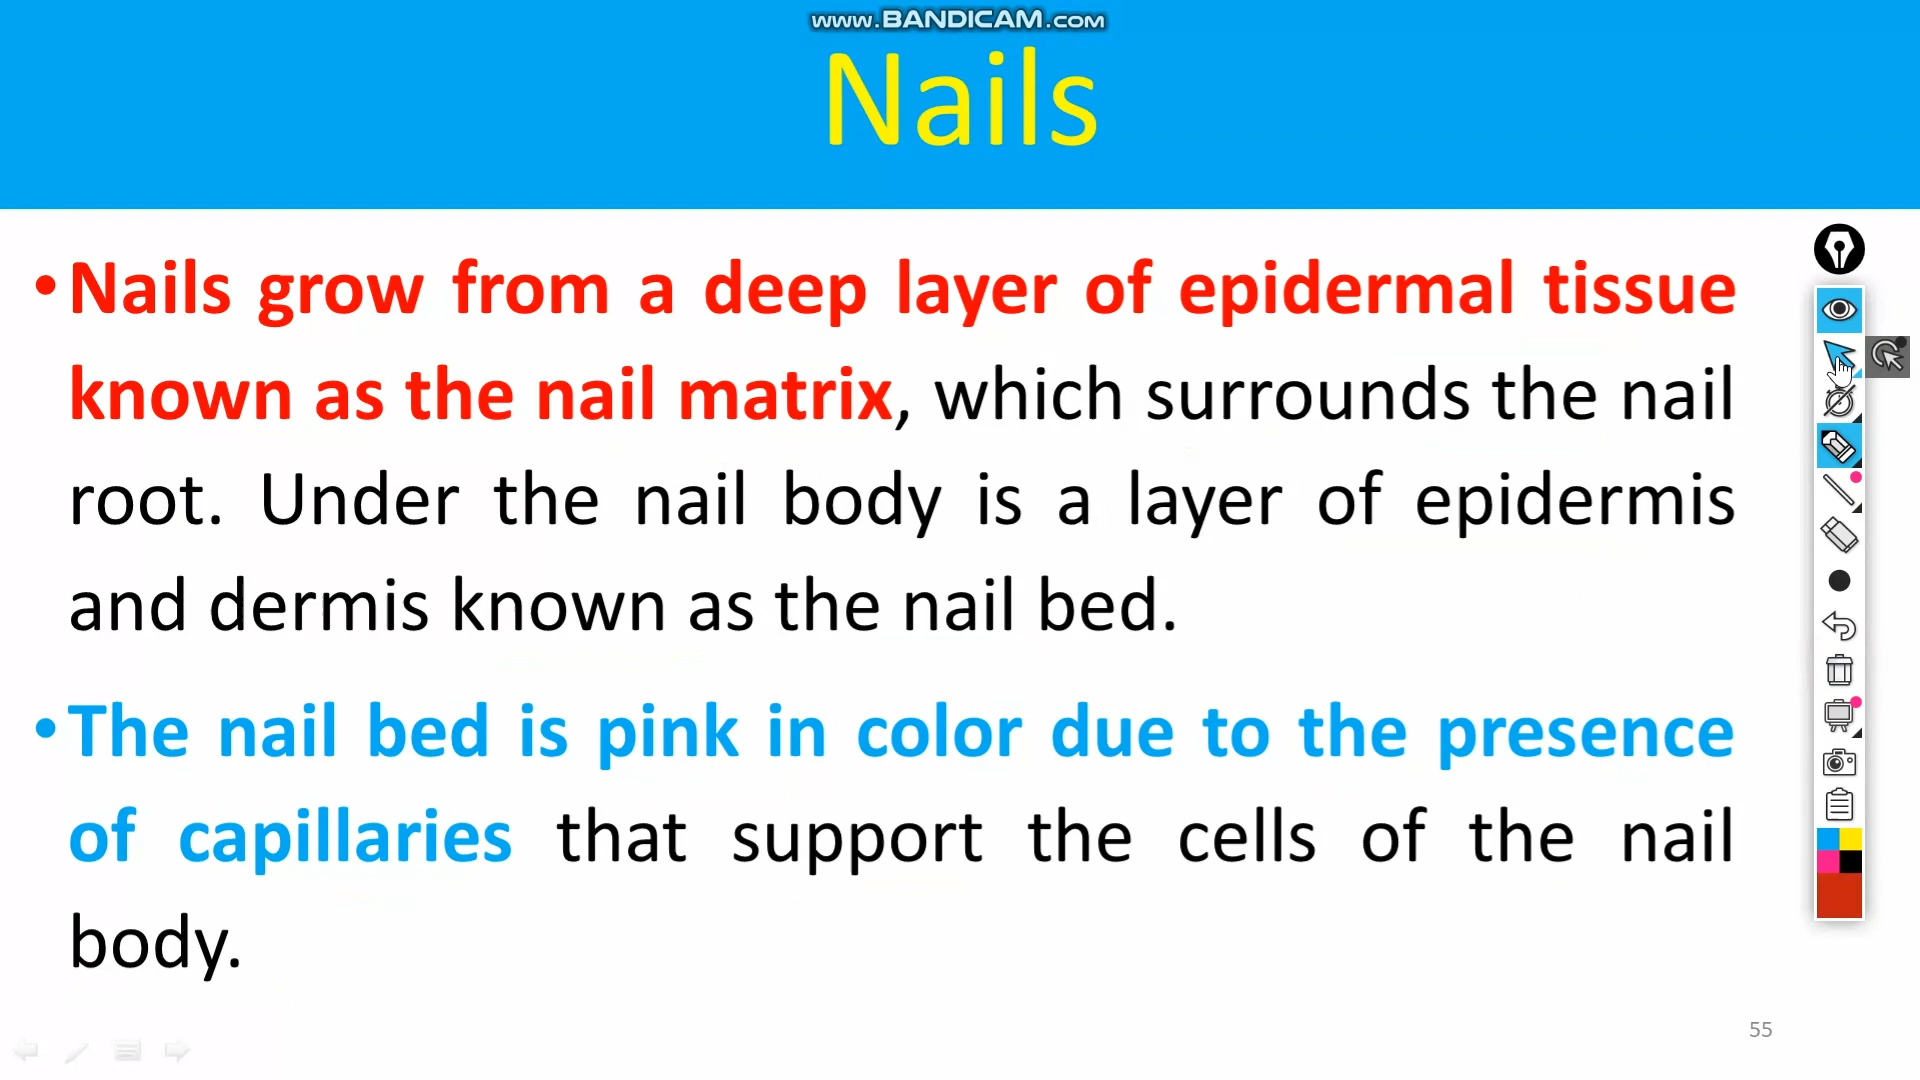 www.BANDICAM.com
Nails
•Nails grow from a deep layer of epidermal tissue
known as the nail matrix, which surrounds the nail
root. Under the nail body is a layer of epidermis
and dermis known as the nail bed.
•The nail bed is pink in color due to the presence
of capillaries that support the cells of the nail
body.
55